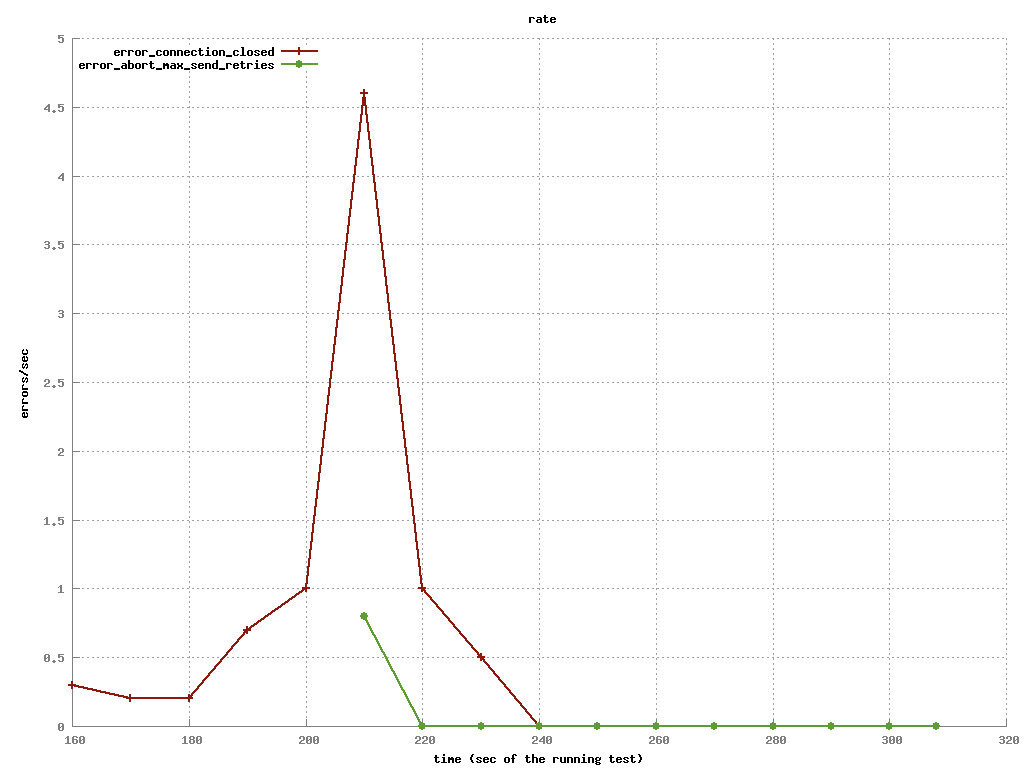 rate
error_connection_closed
error_abort_max_send_retries
5
4.5
4
3.5
3
2.5
2
1.5
1
0.5
0
errors/sec
160 180 200 220 240 260 280 300 320
time (sec of the running test)